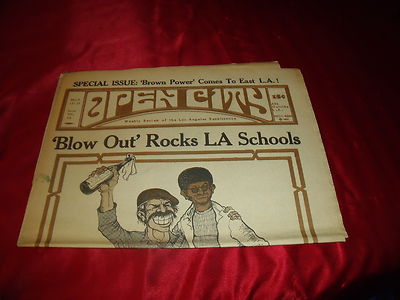 SPECIAL ISSUE: 'Brown Power' Comes To East L.A.!
OPEN CITY
Weekly Review of the Los Angeles Renaissance
'Blow Out' Rocks LA Schools